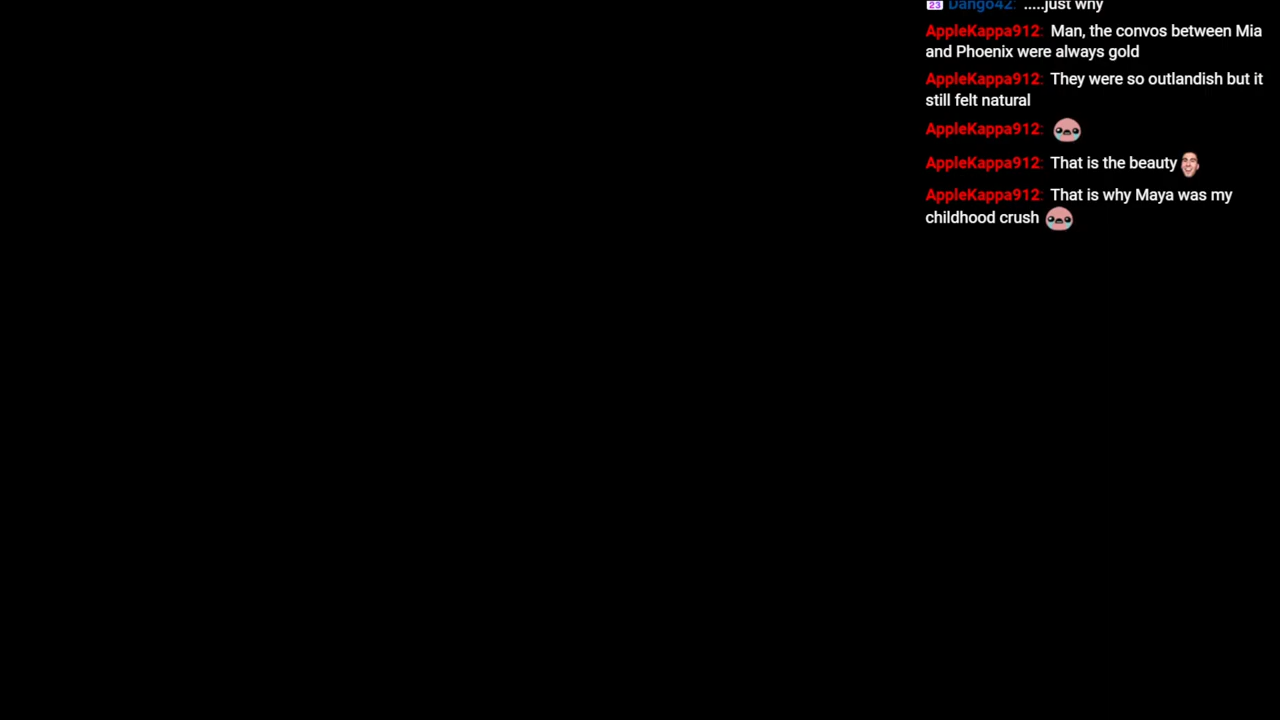 23 Dango42: .....just why
AppleKappa912: Man, the convos between Mia
and Phoenix were always gold
AppleKappa912: They were so outlandish but it
still felt natural
AppleKappa912:
AppleKappa912: That is the beauty
AppleKappa912: That is why Maya was my
childhood crush